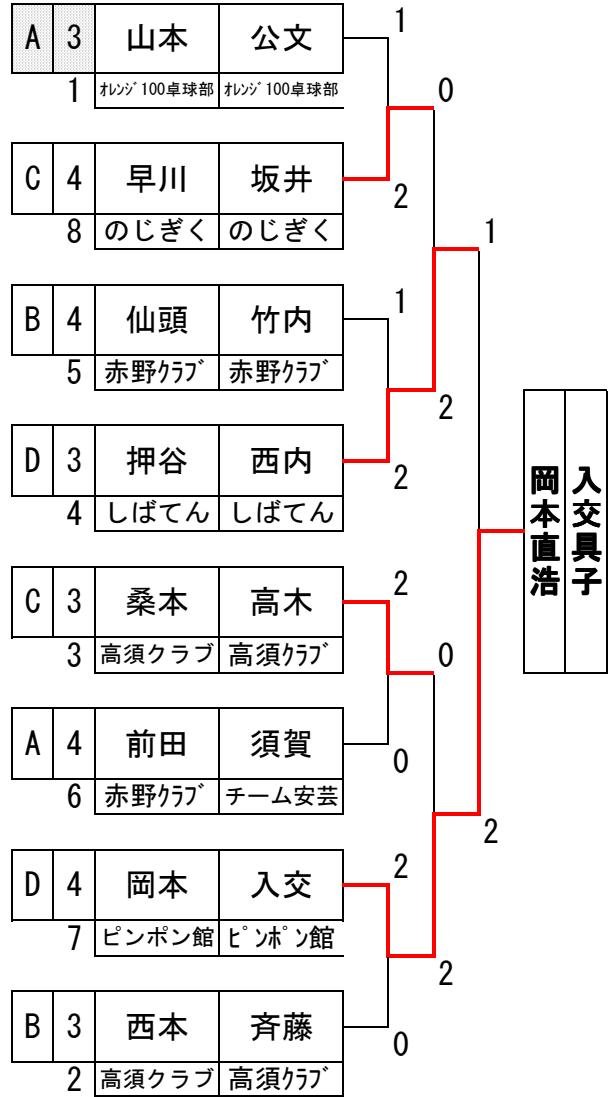 A 3 山本 公文 1
1 ｵﾚﾝｼﾞ100卓球部 ｵﾚﾝｼﾞ100卓球部 0
C 4 早川 坂井 2
8 のじぎく のじぎく 1
B 4 仙頭 竹内 1
5 赤野ｸﾗﾌﾞ 赤野ｸﾗﾌﾞ 2
D 3 押谷 西内 2
4 しばてん しばてん
岡本直浩
入交具子
C 3 桑本 高木 2
3 高須クラブ 高須ｸﾗﾌﾞ 0
A 4 前田 須賀 0
6 赤野ｸﾗﾌﾞ チーム安芸 2
D 4 岡本 入交 2
7 ピンポン館 ﾋﾟﾝﾎﾟﾝ館 2
B 3 西本 斉藤 0
2 高須クラブ 高須ｸﾗﾌﾞ